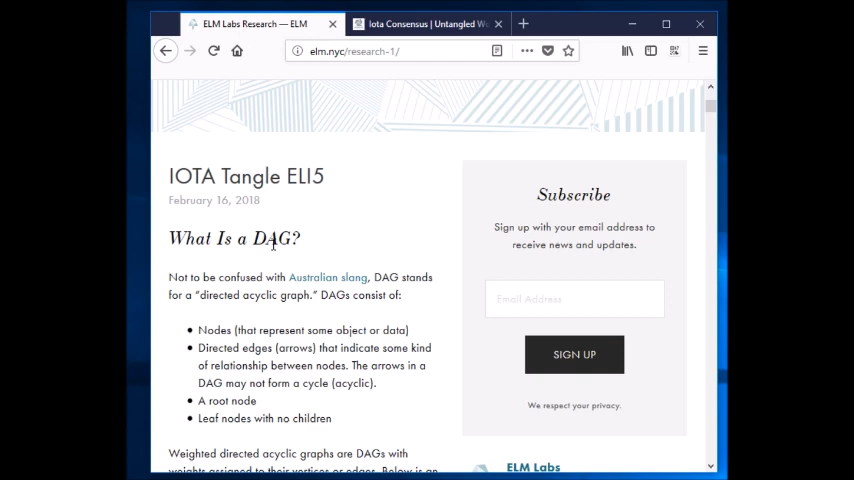 ELM Labs Research — ELM
Iota Consensus | Untangled Wo
elm.nyc/research-1/
IOTA Tangle ELI5
February 16, 2018
What Is a DAG?
Not to be confused with Australian slang, DAG stands
for a “directed acyclic graph.” DAGs consist of:
Nodes (that represent some object or data)
Directed edges (arrows) that indicate some kind
of relationship between nodes. The arrows in a
DAG may not form a cycle (acyclic).
A root node
Leaf nodes with no children
Weighted directed acyclic graphs are DAGs with
weights assigned to their vertices or edges. Below is an
Subscribe
Sign up with your email address to
receive news and updates.
Email Address
SIGN UP
We respect your privacy.
ELM Labs